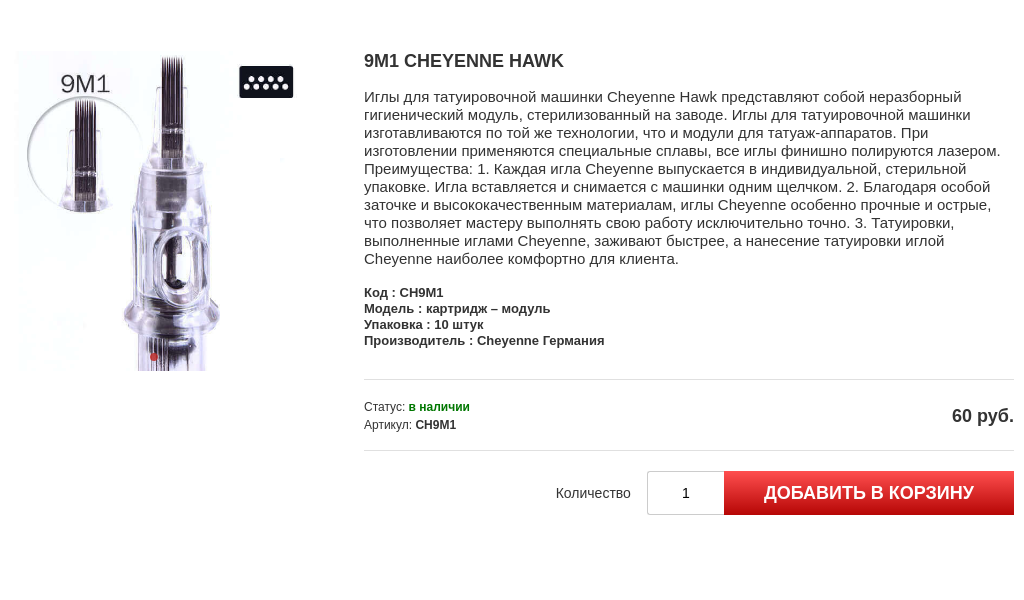 9M1
9M1 CHEYENNE HAWK
Иглы для татуировочной машинки Cheyenne Hawk представляют собой неразборный
гигиенический модуль, стерилизованный на заводе. Иглы для татуировочной машинки
изготавливаются по той же технологии, что и модули для татуаж-аппаратов. При
изготовлении применяются специальные сплавы, все иглы финишно полируются лазером.
Преимущества: 1. Каждая игла Cheyenne выпускается в индивидуальной, стерильной
упаковке. Игла вставляется и снимается с машинки одним щелчком. 2. Благодаря особой
заточке и высококачественным материалам, иглы Cheyenne особенно прочные и острые,
что позволяет мастеру выполнять свою работу исключительно точно. 3. Татуировки,
выполненные иглами Cheyenne, заживают быстрее, а нанесение татуировки иглой
Cheyenne наиболее комфортно для клиента.
Код : CH9M1
Модель : картридж – модуль
Упаковка : 10 штук
Производитель : Cheyenne Германия
Статус: в наличии
Артикул: CH9M1
60 руб.
Количество 1 ДОБАВИТЬ В КОРЗИНУ